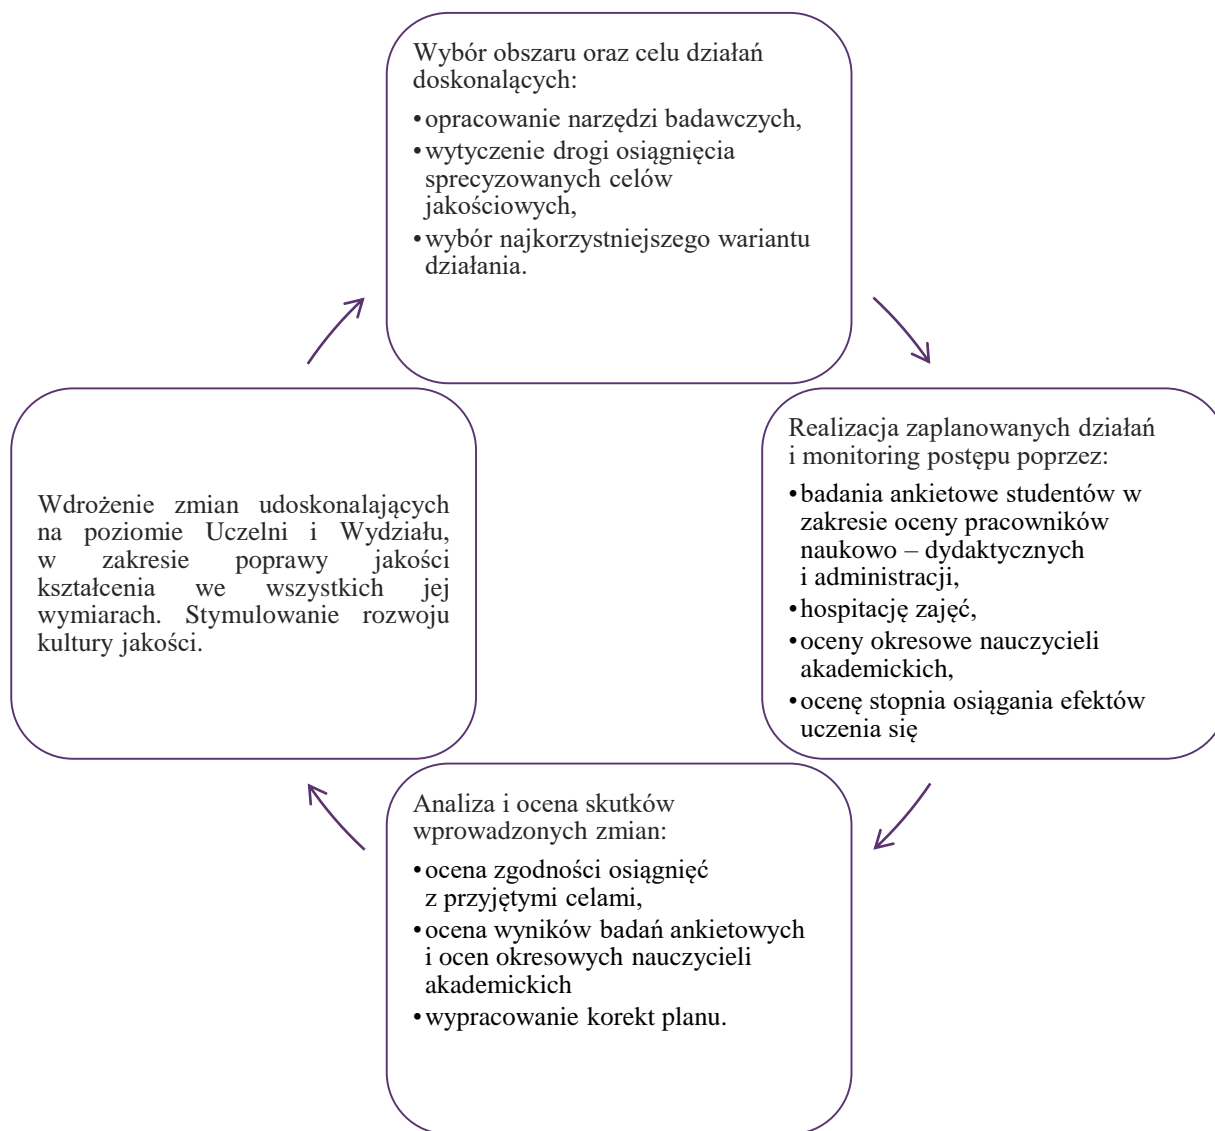 Wybór obszaru oraz celu działań
doskonalących:
•opracowanie narzędzi badawczych,
•wytyczenie drogi osiągnięcia
sprecyzowanych celów
jakościowych,
•wybór najkorzystniejszego wariantu
działania.
Realizacja zaplanowanych działań
i monitoring postępu poprzez:
•badania ankietowe studentów w
zakresie oceny pracowników
naukowo – dydaktycznych
i administracji,
•hospitację zajęć,
•oceny okresowe nauczycieli
akademickich,
•ocenę stopnia osiągania efektów
uczenia się
Analiza i ocena skutków
wprowadzonych zmian:
•ocena zgodności osiągnięć
z przyjętymi celami,
•ocena wyników badań ankietowych
i ocen okresowych nauczycieli
akademickich
•wypracowanie korekt planu.
Wdrożenie zmian udoskonalających
na poziomie Uczelni i Wydziału,
w zakresie poprawy jakości
kształcenia we wszystkich jej
wymiarach. Stymulowanie rozwoju
kultury jakości.